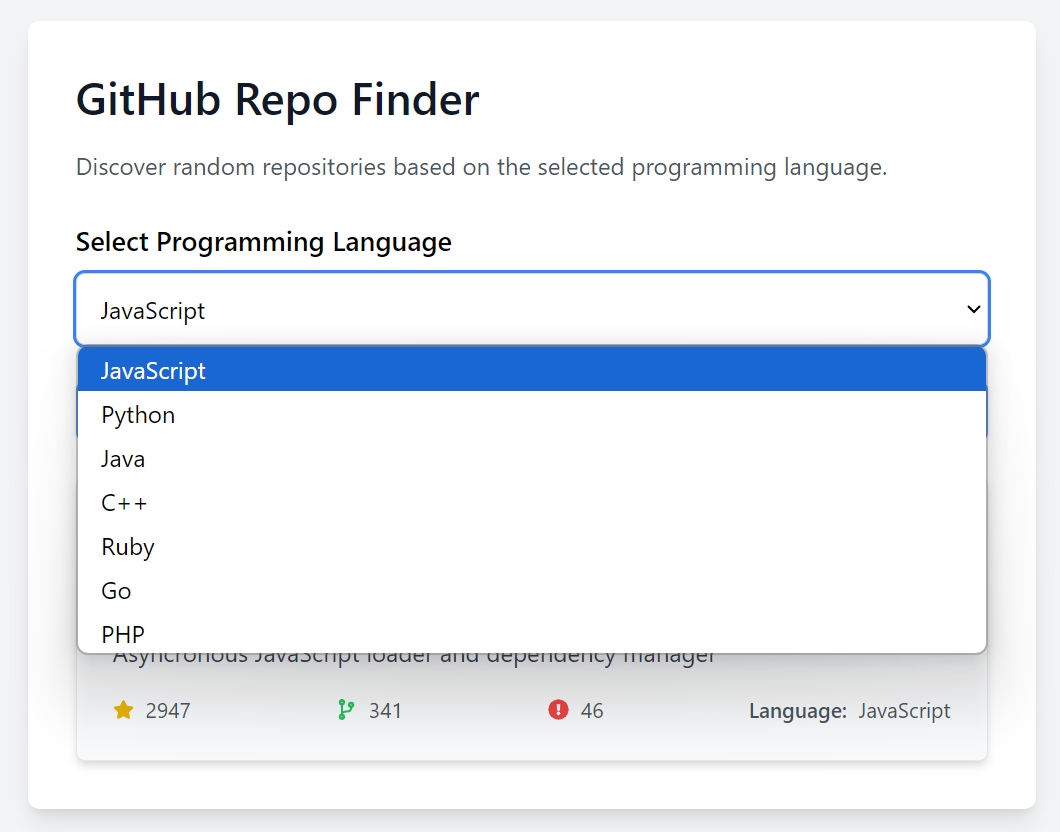 GitHub Repo Finder
Discover random repositories based on the selected programming language.
Select Programming Language
JavaScript
JavaScript
Python
Java
C++
Ruby
Go
PHP
Asyncronous JavaScript loader and dependency manager
2947 341 46 Language: JavaScript